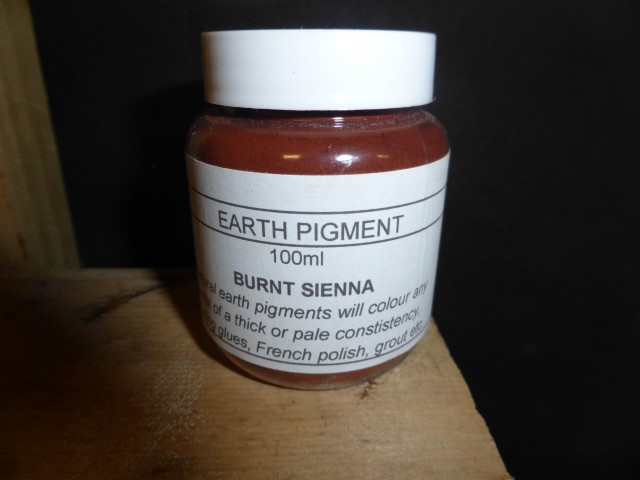 EARTH PIGMENT
100ml
BURNT SIENNA
earth pigments will colour any
of a thick or pale constistency,
glues, French polish, grout etc